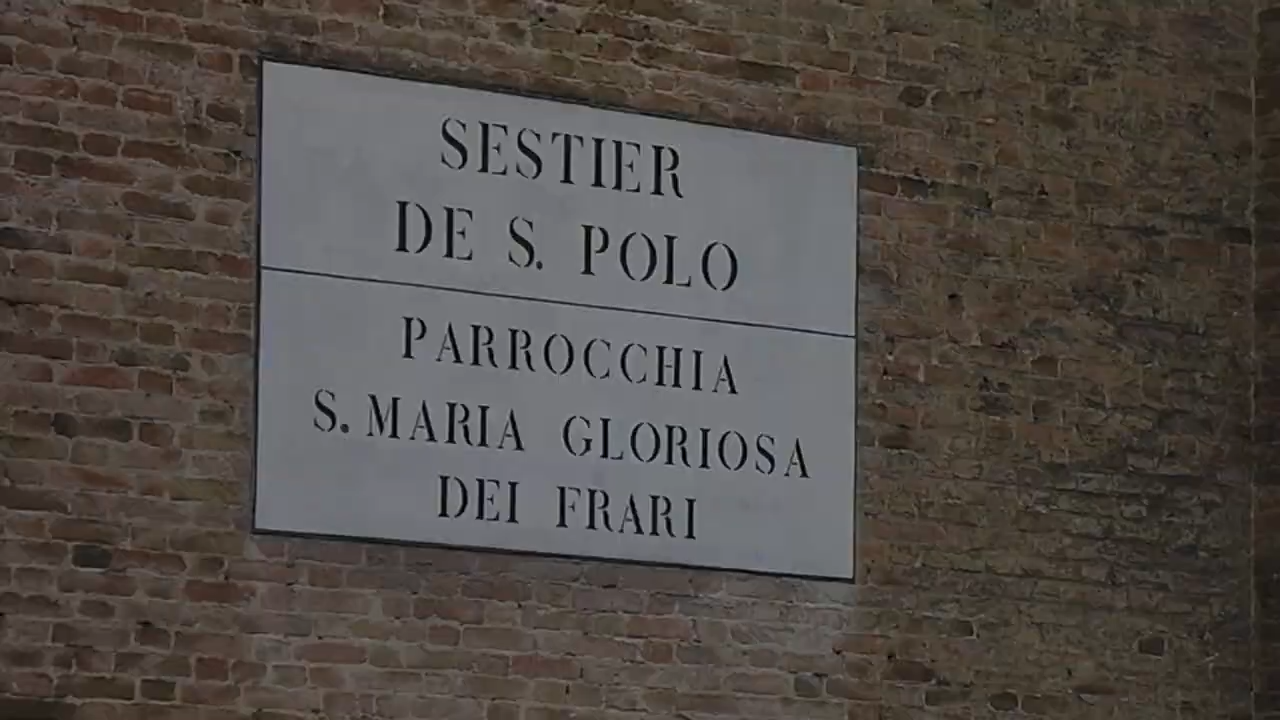 SESTIER
DE S. POLO
PARROCCHIA
S. MARIA GLORIOSA
DEI FRARI